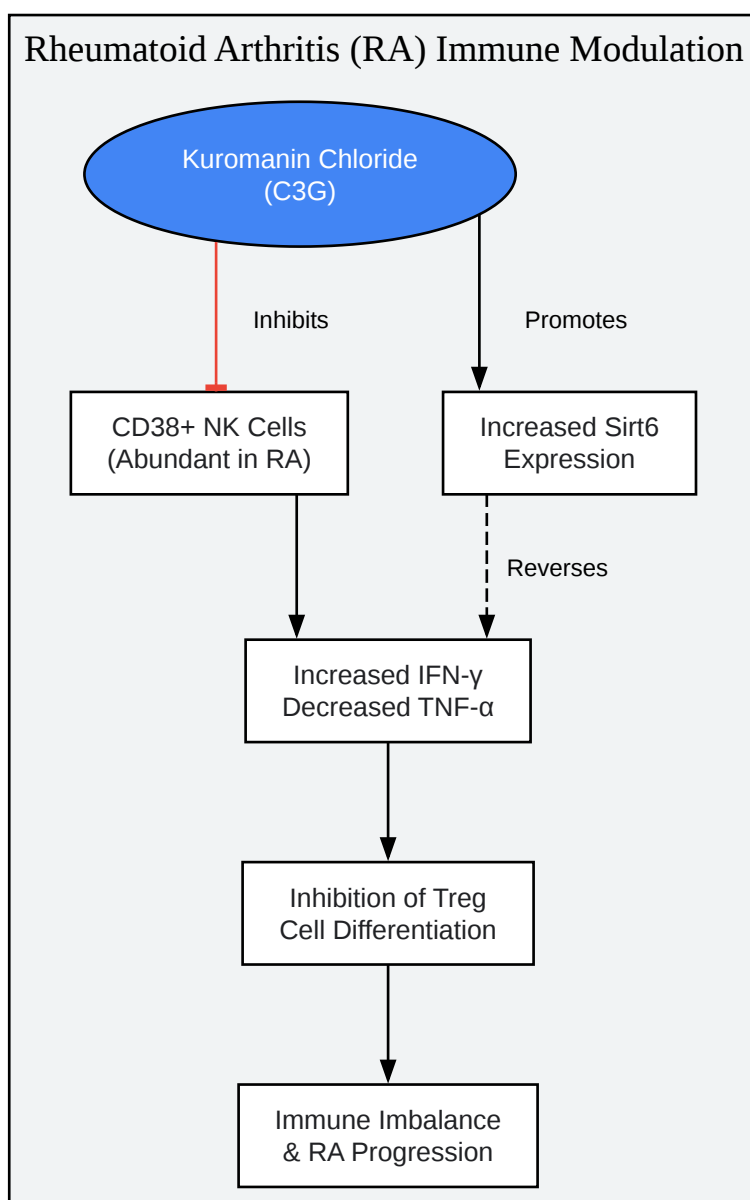 Rheumatoid Arthritis (RA) Immune Modulation
Kuromanin Chloride
(C3G)
Inhibits
Promotes
CD38+ NK Cells
(Abundant in RA)
Increased Sirt6
Expression
Reverses
Increased IFN-γ
Decreased TNF-α
Inhibition of Treg
Cell Differentiation
Immune Imbalance
& RA Progression